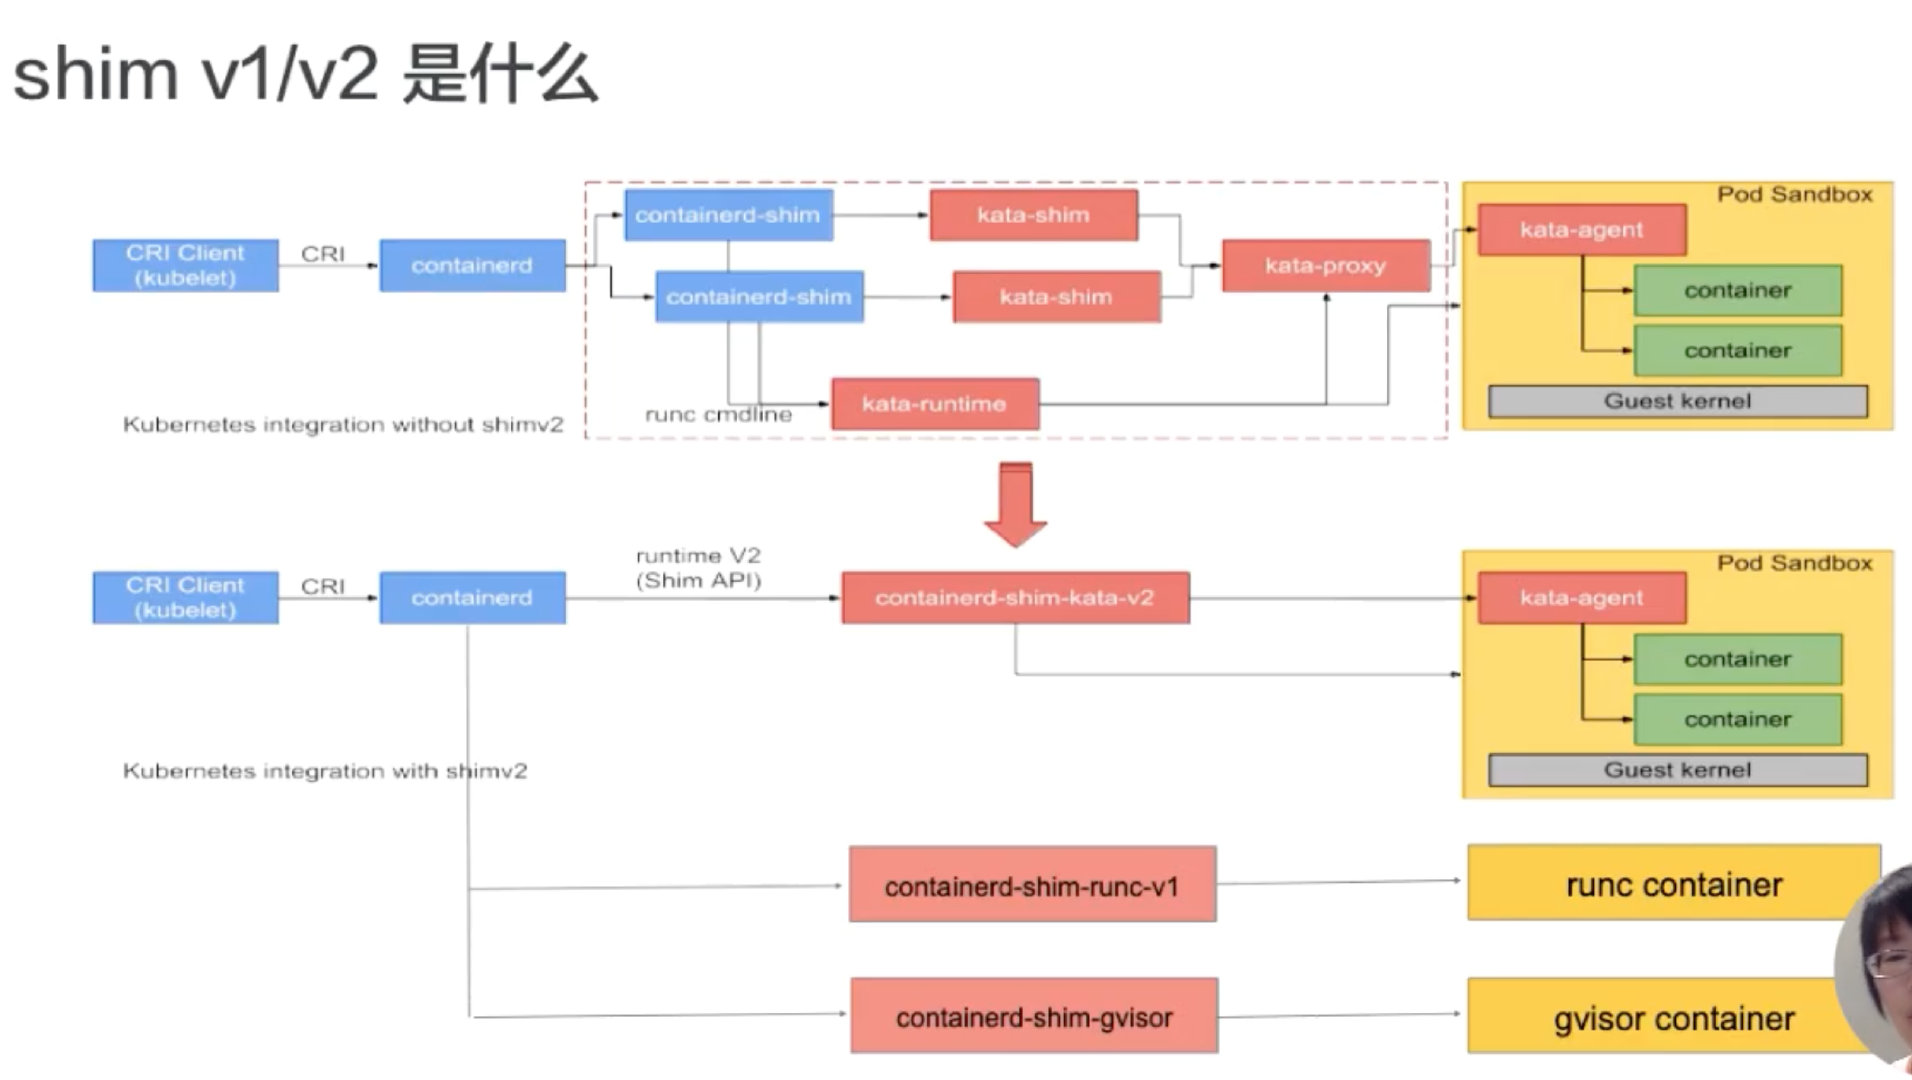 shim v1/v2 是什么
containerd-shim
kata-shim
Pod Sandbox
kata-agent
CRI Client
(kubelet)
CRI
containerd
kata-proxy
containerd-shim
kata-shim
container
container
kata-runtime
runc cmdline
Guest kernel
Kubernetes integration without shimv2
runtime V2
(Shim API)
Pod Sandbox
CRI Client
(kubelet)
CRI
containerd
containerd-shim-kata-v2
kata-agent
container
container
Guest kernel
Kubernetes integration with shimv2
containerd-shim-runc-v1
runc container
containerd-shim-gvisor
gvisor container